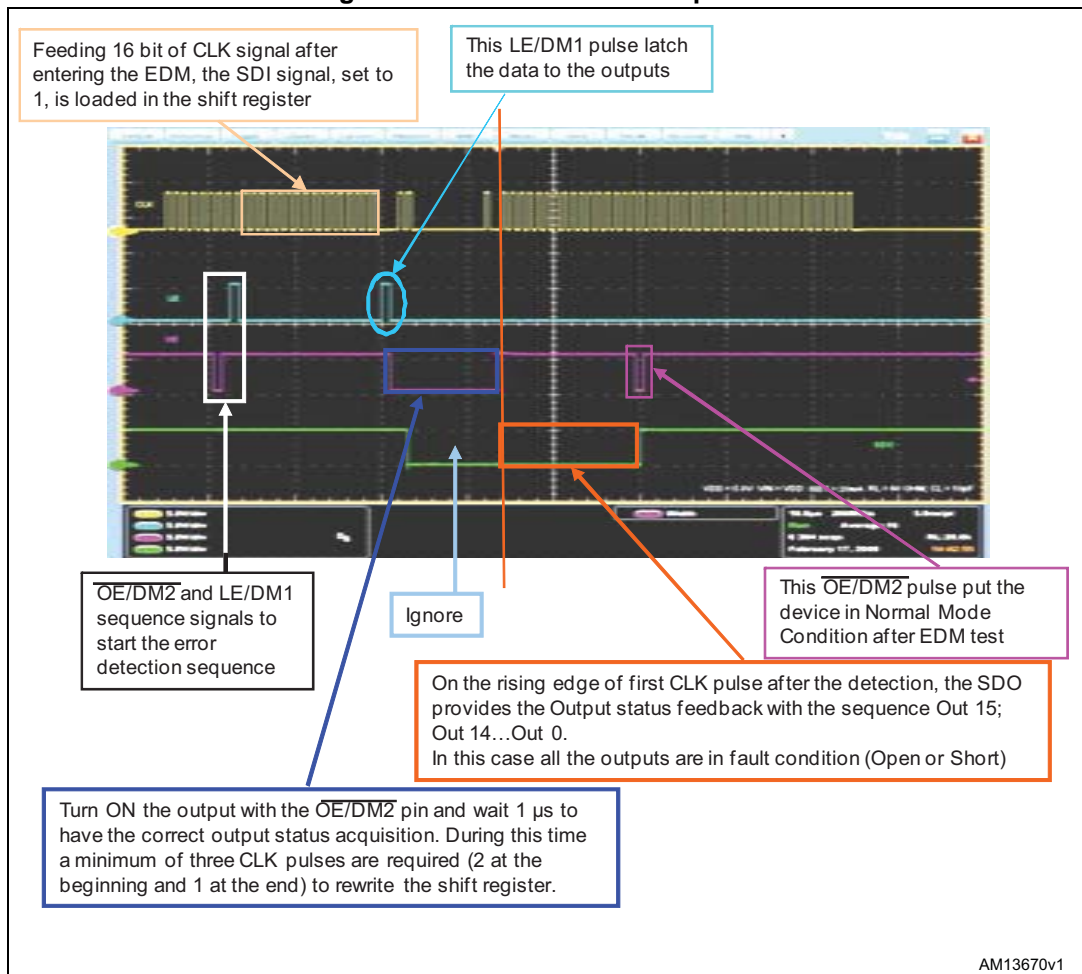 Feeding 16 bit of CLK signal after
entering the EDM, the SDI signal, set to
1, is loaded in the shift register
This LE/DM1 pulse latch
the data to the outputs
CLK
OE/DM2 and LE/DM1
sequence signals to
start the error
detection sequence
Ignore
This OE/DM2 pulse put the
device in Normal Mode
Condition after EDM test
On the rising edge of first CLK pulse after the detection, the SDO
provides the Output status feedback with the sequence Out 15;
Out 14…Out 0.
In this case all the outputs are in fault condition (Open or Short)
Turn ON the output with the OE/DM2 pin and wait 1 µs to
have the correct output status acquisition. During this time
a minimum of three CLK pulses are required (2 at the
beginning and 1 at the end) to rewrite the shift register.
AM13670v1